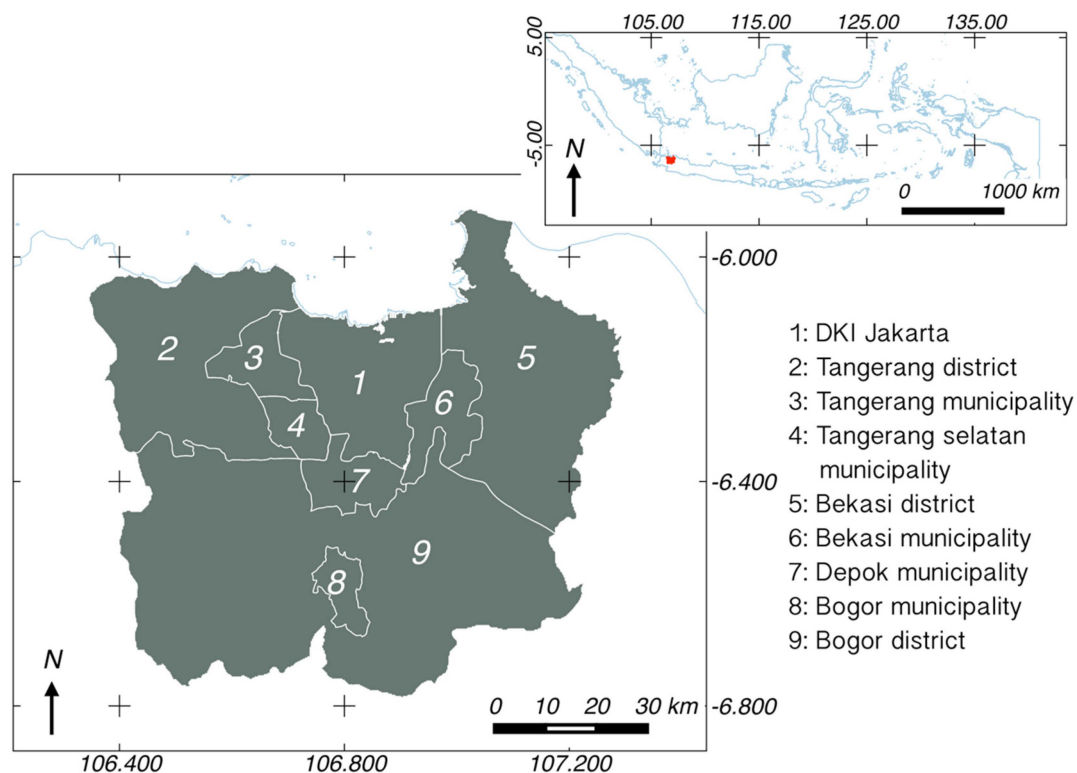 105.00 115.00 125.00 135.00
5.00
-5.00
N
0 1000 km
-6.000
-6.400
-6.800
2
3
1
5
4
6
7
9
8
N
0 10 20 30 km
106.400 106.800 107.200
1: DKI Jakarta
2: Tangerang district
3: Tangerang municipality
4: Tangerang selatan
municipality
5: Bekasi district
6: Bekasi municipality
7: Depok municipality
8: Bogor municipality
9: Bogor district